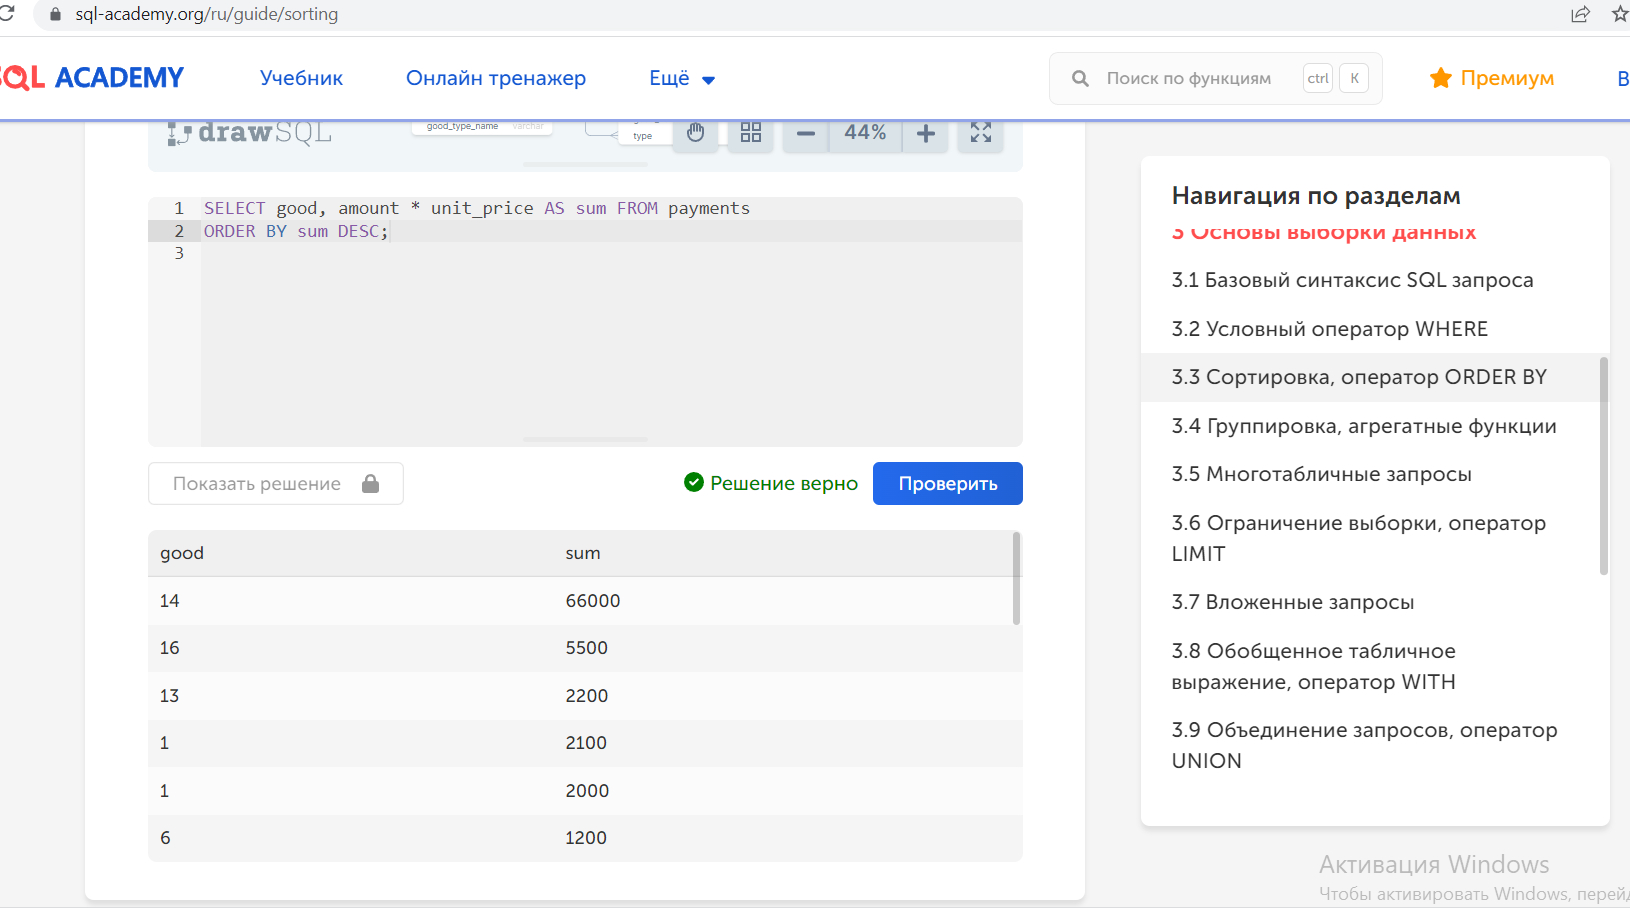 sql-academy.org/ru/guide/sorting
SQL ACADEMY
Учебник
Онлайн тренажер
Ещё
Поиск по функциям
ctrl
K
Премиум
В
drawSQL
good_type_name varchar
type
44%
1 SELECT good, amount * unit_price AS sum FROM payments
2 ORDER BY sum DESC;
3
Показать решение
Решение верно
Проверить
good sum
14 66000
16 5500
13 2200
1 2100
1 2000
6 1200
Навигация по разделам
3 Основы выборки данных
3.1 Базовый синтаксис SQL запроса
3.2 Условный оператор WHERE
3.3 Сортировка, оператор ORDER BY
3.4 Группировка, агрегатные функции
3.5 Многотабличные запросы
3.6 Ограничение выборки, оператор
LIMIT
3.7 Вложенные запросы
3.8 Обобщенное табличное
выражение, оператор WITH
3.9 Объединение запросов, оператор
UNION
Активация Windows
Чтобы активировать Windows, перей